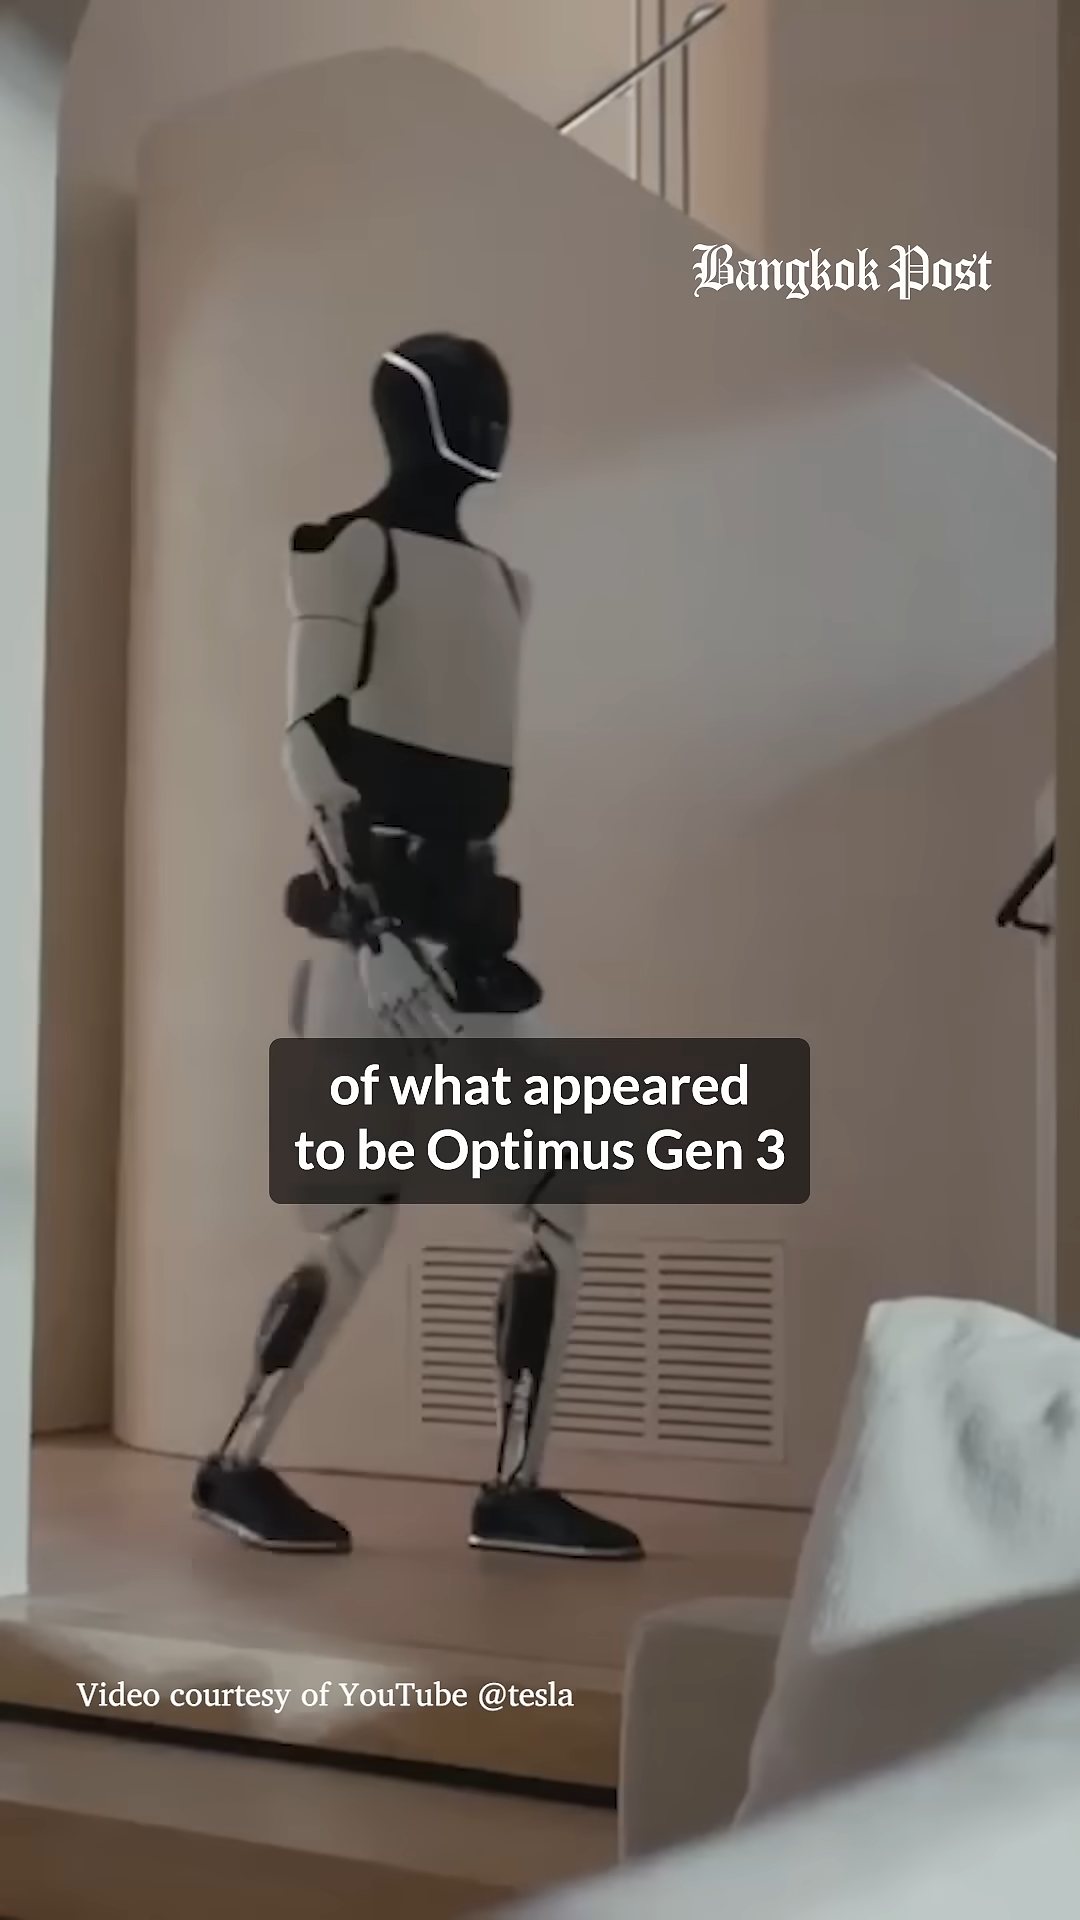 Bangkok Post
of what appeared
to be Optimus Gen 3
Video courtesy of YouTube @tesla